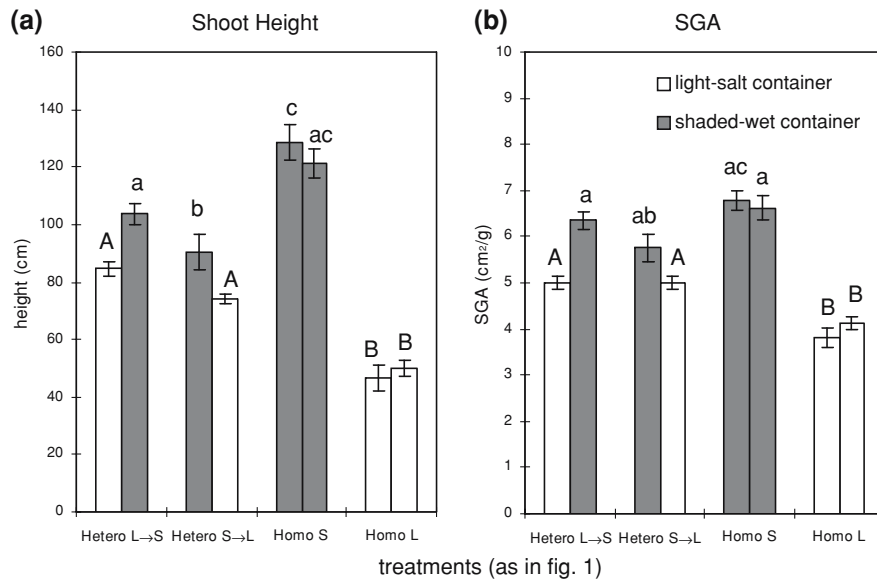 (a) Shoot Height
160
140
120
100
80
60
40
20
0
height (cm)
A
a
b
A
c
ac
B
B
Hetero L→S Hetero S→L Homo S Homo L
(b) SGA
10
9
8
7
6
5
4
3
2
1
0
SGA (cm2/g)
light-salt container
shaded-wet container
A
a
ab
A
ac
a
B
B
Hetero L→S Hetero S→L Homo S Homo L
treatments (as in fig. 1)